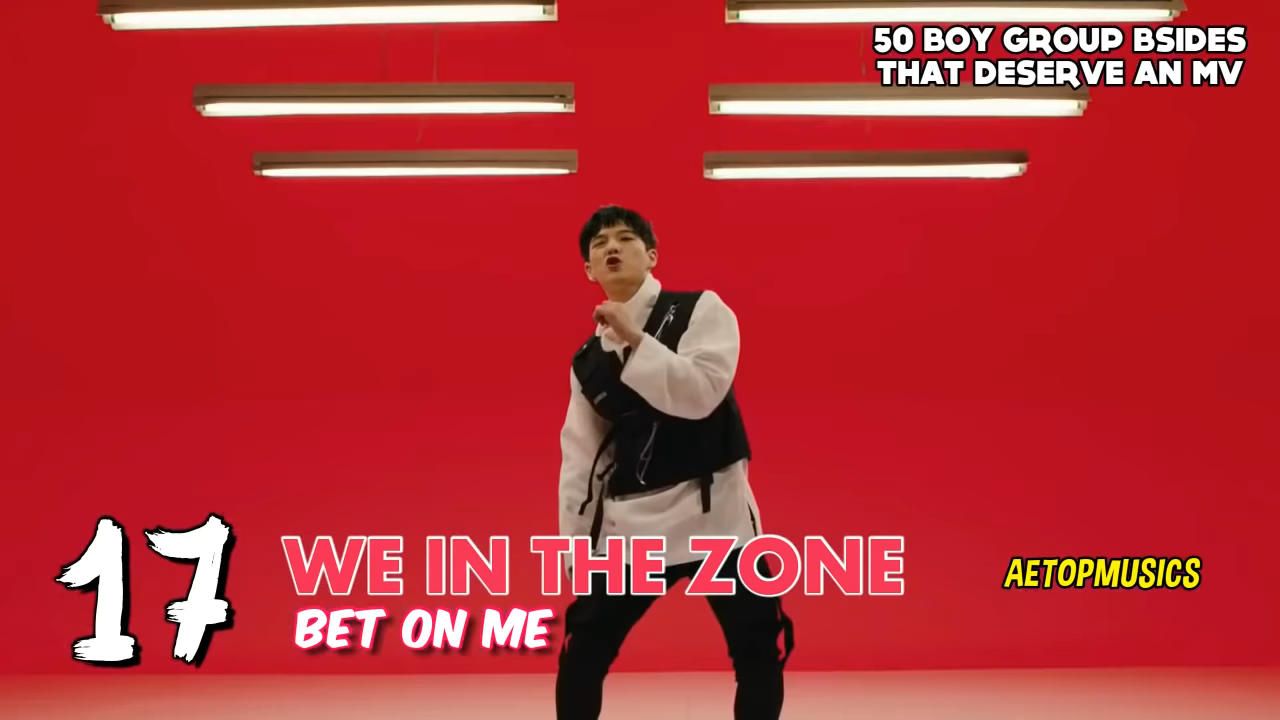 50 BOY GROUP BSIDES
THAT DESERVE AN MV
17
WE IN THE ZONE
BET ON ME
AETOPMUSICS